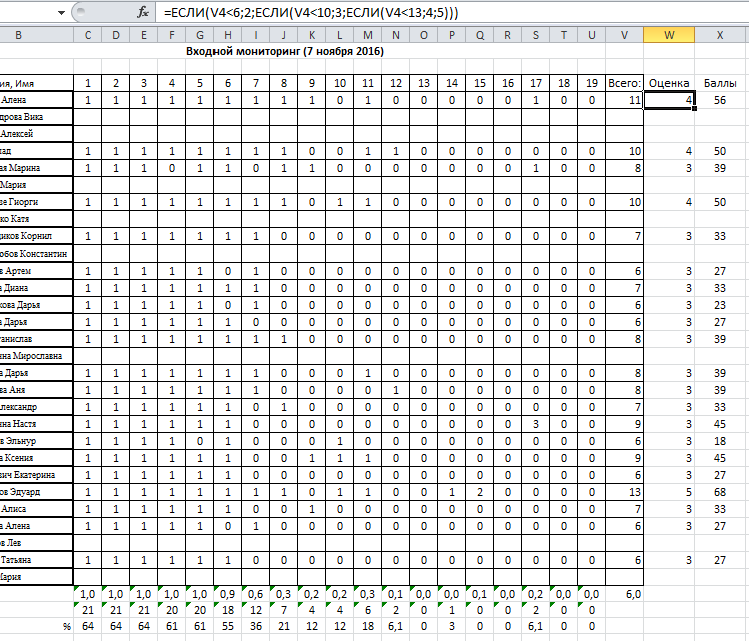 fx =ЕСЛИ(V4<6;2;ЕСЛИ(V4<10;3;ЕСЛИ(V4<13;4;5)))
B C D E F G H I J K L M N O P Q R S T U V W X
Входной мониторинг (7 ноября 2016)
ия, Имя 1 2 3 4 5 6 7 8 9 10 11 12 13 14 15 16 17 18 19 Всего: Оценка Баллы
Алена 1 1 1 1 1 1 1 1 1 0 1 0 0 0 0 0 1 0 0 11 4 56
дрова Вика
Алексей
лад 1 1 1 1 1 1 1 1 0 0 1 1 0 0 0 0 0 0 0 10 4 50
ая Марина 1 1 1 0 1 1 0 1 1 0 0 0 0 0 0 0 1 0 0 8 3 39
Мария
ше Гиорги 1 1 1 1 1 1 1 1 0 1 1 0 0 0 0 0 0 0 0 10 4 50
ко Катя
диков Корнил 1 1 1 1 1 1 1 0 0 0 0 0 0 0 0 0 0 0 0 7 3 33
обов Константин
в Артем 1 1 1 1 1 0 1 0 0 0 0 0 0 0 0 0 0 0 0 6 3 27
а Диана 1 1 1 1 1 1 1 0 0 0 0 0 0 0 0 0 0 0 0 7 3 33
кова Дарья 1 1 1 1 1 0 1 0 0 0 0 0 0 0 0 0 0 0 0 6 3 23
а Дарья 1 1 1 1 1 1 0 0 0 0 0 0 0 0 0 0 0 0 0 6 3 27
танислав 1 1 1 1 1 1 1 1 0 0 0 0 0 0 0 0 0 0 0 8 3 39
нна Мирославна
а Дарья 1 1 1 1 1 1 1 0 0 0 1 0 0 0 0 0 0 0 0 8 3 39
ва Аня 1 1 1 1 1 1 1 0 0 0 0 1 0 0 0 0 0 0 0 8 3 39
лександр 1 1 1 1 1 1 0 1 0 0 0 0 0 0 0 0 0 0 0 7 3 33
нна Настя 1 1 1 1 1 1 0 0 0 0 0 0 0 0 0 0 3 0 0 9 3 45
в Эльнур 1 1 1 1 0 1 0 0 0 1 0 0 0 0 0 0 0 0 0 6 3 18
а Ксения 1 1 1 1 1 1 0 0 1 1 1 0 0 0 0 0 0 0 0 9 3 45
вич Екатерина 1 1 1 1 1 1 0 0 0 0 0 0 0 0 0 0 0 0 0 6 3 27
ов Эдуард 1 1 1 1 1 1 1 1 0 1 1 0 0 1 2 0 0 0 0 13 5 68
Алиса 1 1 1 1 1 1 0 0 1 0 0 0 0 0 0 0 0 0 0 7 3 33
а Алена 1 1 1 1 1 0 1 0 0 0 0 0 0 0 0 0 0 0 0 6 3 27
ов Лев
Татьяна 1 1 1 1 1 1 0 0 0 0 0 0 0 0 0 0 0 0 0 6 3 27
Мария
1,0 1,0 1,0 1,0 1,0 0,9 0,6 0,3 0,2 0,2 0,3 0,1 0,0 0,0 0,1 0,0 0,2 0,0 0,0 6,0
21 21 21 20 20 18 12 7 4 4 6 2 0 1 0 0 2 0 0
% 64 64 64 61 61 55 36 21 12 12 18 6,1 0 3 0 0 6,1 0 0